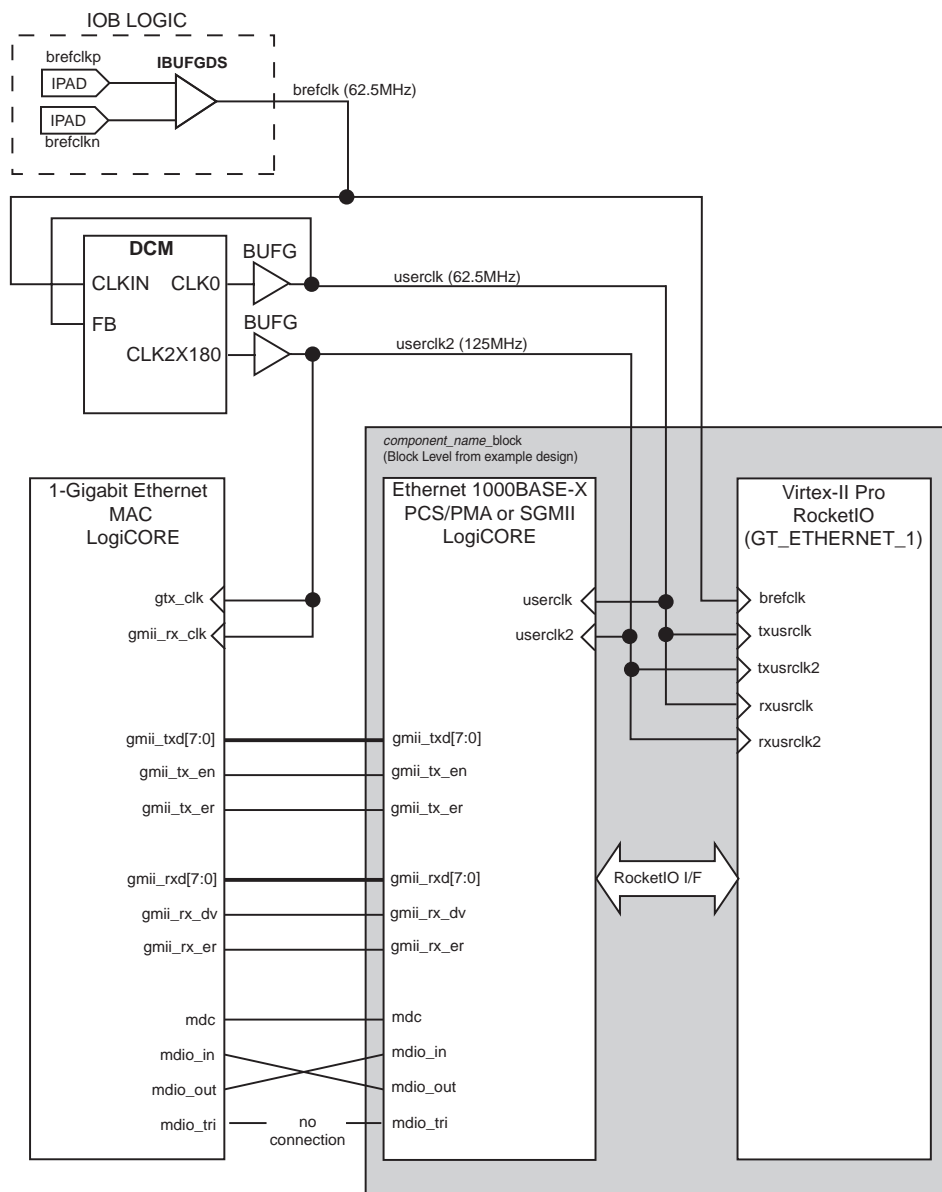 IOB LOGIC
brefclkp
IBUFGDS
IPAD
brefclk (62.5MHz)
IPAD
brefclkn
DCM
BUFG
CLKIN
CLK0
userclk (62.5MHz)
FB
BUFG
CLK2X180
userclk2 (125MHz)
component_name_block
(Block Level from example design)
1-Gigabit Ethernet
MAC
LogiCORE
Ethernet 1000BASE-X
PCS/PMA or SGMII
LogiCORE
Virtex-II Pro
RocketIO
(GT_ETHERNET_1)
gtx_clk
gmii_rx_clk
userclk
userclk2
brefclk
txusrclk
txusrclk2
rxusrclk
rxusrclk2
gmii_txd[7:0]
gmii_txd[7:0]
gmii_tx_en
gmii_tx_en
gmii_tx_er
gmii_tx_er
gmii_rxd[7:0]
gmii_rxd[7:0]
RocketIO I/F
gmii_rx_dv
gmii_rx_dv
gmii_rx_er
gmii_rx_er
mdc
mdc
mdio_in
mdio_in
mdio_out
mdio_out
mdio_tri
no
connection
mdio_tri